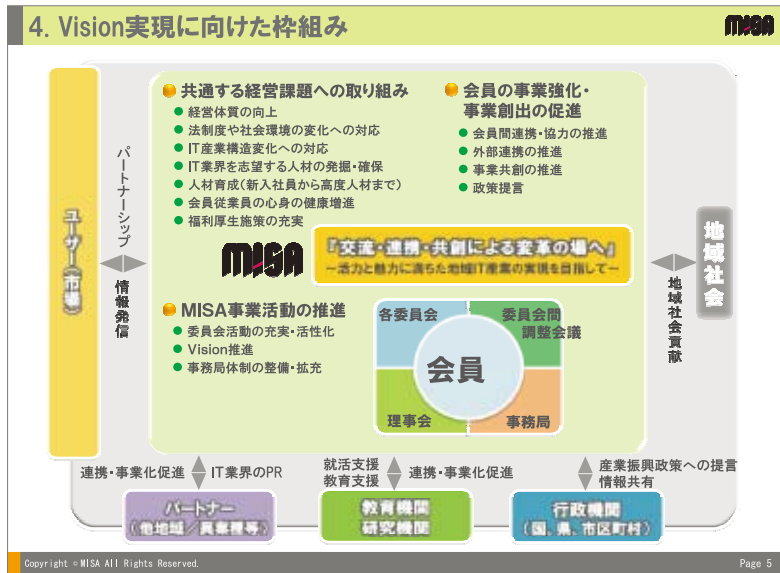 4. Vision実現に向けた枠組み
MISA
共通する経営課題への取り組み
経営体質の向上
法制度や社会環境の変化への対応
IT産業構造変化への対応
IT業界を志望する人材の発掘・確保
人材育成(新入社員から高度人材まで)
会員従業員の心身の健康増進
福利厚生施策の充実
会員の事業強化・
事業創出の促進
会員間連携・協力の推進
外部連携の推進
事業共創の推進
政策提言
MISA
『交流・連携・共創による変革の場へ』
~活力と魅力に満ちた地域IT産業の実現を目指して~
MISA事業活動の推進
委員会活動の充実・活性化
Vision推進
事務局体制の整備・拡充
各委員会
委員会間
調整会議
会員
理事会
事務局
ユーザー(市場)
パートナーシップ
情報発信
地域社会
地域社会貢献
連携・事業化促進
IT業界のPR
就活支援
教育支援
連携・事業化促進
産業振興政策への提言
情報共有
パートナー
(他地域/異業種等)
教育機関
研究機関
行政機関
(国、県、市区町村)
Copyright ©MISA All Rights Reserved.
Page 5